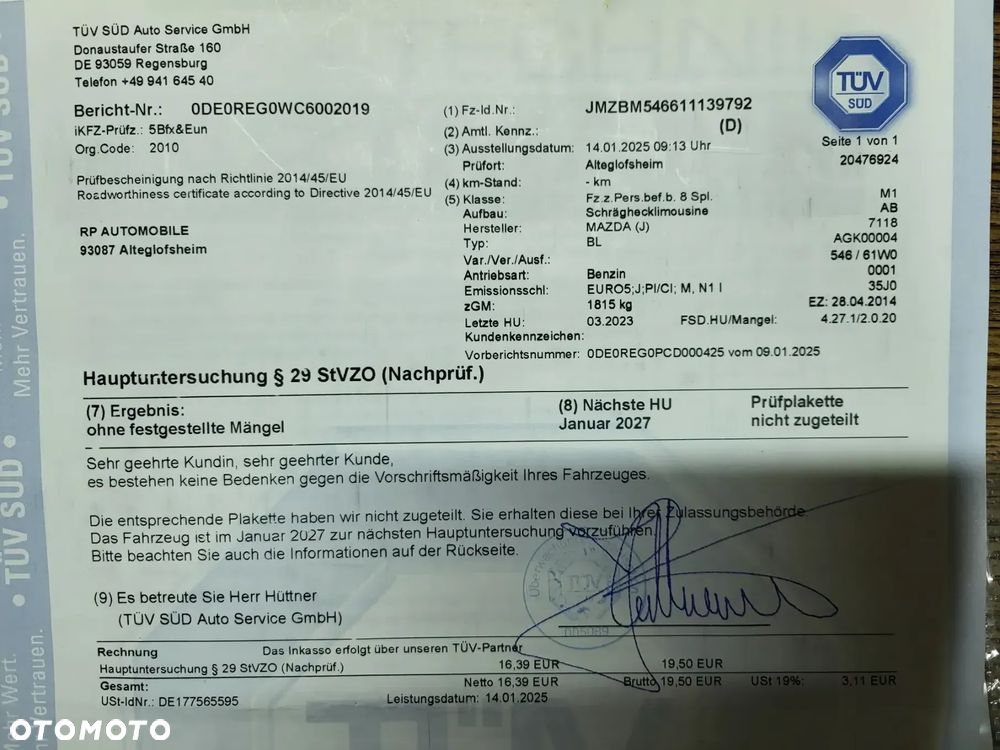 TÜV SÜD Auto Service GmbH
Donaustaufer Straße 160
DE 93059 Regensburg
Telefon +49 941 645 40
TÜV
SÜD
Bericht-Nr.: 0DE0REG0WC6002019
iKFZ-Prüfz.: 5Bfx&Eun
Org.Code: 2010
Prüfbescheinigung nach Richtlinie 2014/45/EU
Roadworthiness certificate according to Directive 2014/45/EU
RP AUTOMOBILE
93087 Alteglofsheim
(1) Fz-Id.Nr.: JMZBM546611139792
(2) Amtl. Kennz.: (D)
Seite 1 von 1
(3) Ausstellungsdatum: 14.01.2025 09:13 Uhr
20476924
Prüfort: Alteglofsheim
(4) km-Stand: - km
(5) Klasse: Fz.z.Pers.bef.b. 8 Spl. M1
Aufbau: Schräghecklimousine AB
Hersteller: MAZDA (J) 7118
Typ: BL AGK00004
Var./Ver./Ausf.: 546 / 61W0
Antriebsart: Benzin 0001
Emissionsschl: EURO5;J;PI/CI; M, N1 I 35J0
zGM: 1815 kg EZ: 28.04.2014
Letzte HU: 03.2023 FSD.HU/Mangel: 4.27.1/2.0.20
Kundenkennzeichen:
Vorberichtsnummer: 0DE0REG0PCD000425 vom 09.01.2025
Hauptuntersuchung § 29 StVZO (Nachprüf.)
(7) Ergebnis: (8) Nächste HU Prüfplakette
ohne festgestellte Mängel Januar 2027 nicht zugeteilt
Sehr geehrte Kundin, sehr geehrter Kunde,
es bestehen keine Bedenken gegen die Vorschriftsmäßigkeit Ihres Fahrzeuges.
Die entsprechende Plakette haben wir nicht zugeteilt. Sie erhalten diese bei Ihrer Zulassungsbehörde.
Das Fahrzeug ist im Januar 2027 zur nächsten Hauptuntersuchung vorzuführen.
Bitte beachten Sie auch die Informationen auf der Rückseite.
(9) Es betreute Sie Herr Hüttner
(TÜV SÜD Auto Service GmbH)
TÜV
Rechnung Das Inkasso erfolgt über unseren TÜV-Partner
Hauptuntersuchung § 29 StVZO (Nachprüf.) 16,39 EUR 19,50 EUR
Gesamt: Netto 16,39 EUR Brutto 19,50 EUR USt 19%: 3,11 EUR
USt-IdNr.: DE177565595 Leistungsdatum: 14.01.2025
Mehr Vertrauen.
• TÜV SÜD •
Mehr Wert.
Vertrauen.
OTOMOTO